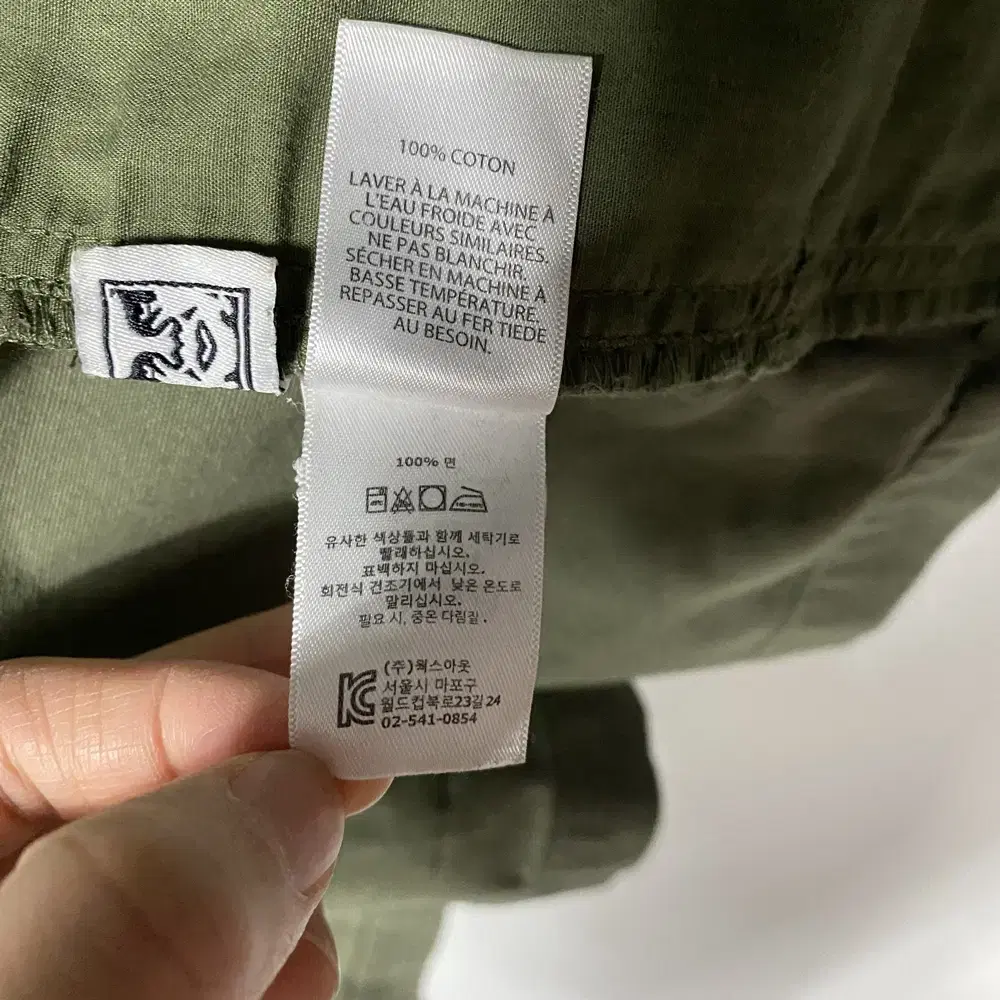 100% COTON
LAVER À LA MACHINE À
L'EAU FROIDE AVEC
COULEURS SIMILAIRES.
NE PAS BLANCHIR.
SÉCHER EN MACHINE À
BASSE TEMPÉRATURE.
REPASSER AU FER TIEDE
AU BESOIN.
100% 면
유사한 색상들과 함께 세탁기로
빨래하십시오.
표백하지 마십시오.
회전식 건조기에서 낮은 온도로
말리십시오.
필요 시, 중온 다림질.
(주)웍스아웃
서울시 마포구
월드컵북로23길24
02-541-0854